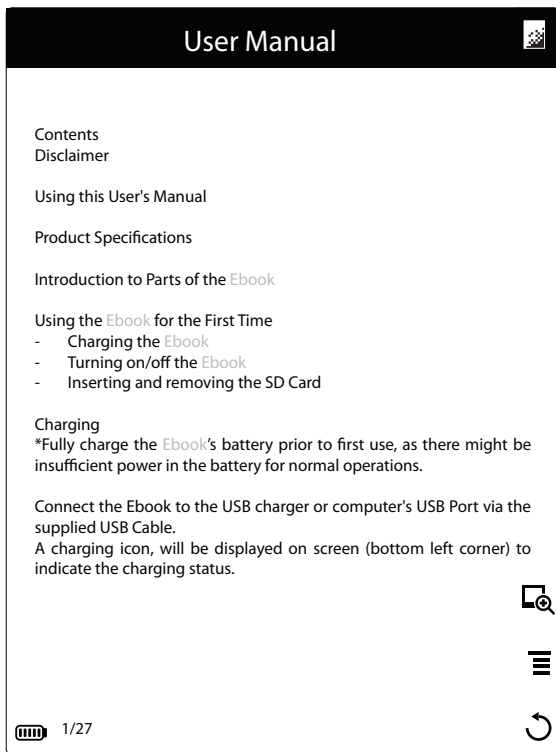 User Manual
Contents
Disclaimer
Using this User's Manual
Product Specifications
Introduction to Parts of the Ebook
Using the Ebook for the First Time
- Charging the Ebook
- Turning on/off the Ebook
- Inserting and removing the SD Card
Charging
*Fully charge the Ebook's battery prior to first use, as there might be
insufficient power in the battery for normal operations.
Connect the Ebook to the USB charger or computer's USB Port via the
supplied USB Cable.
A charging icon, will be displayed on screen (bottom left corner) to
indicate the charging status.
1/27